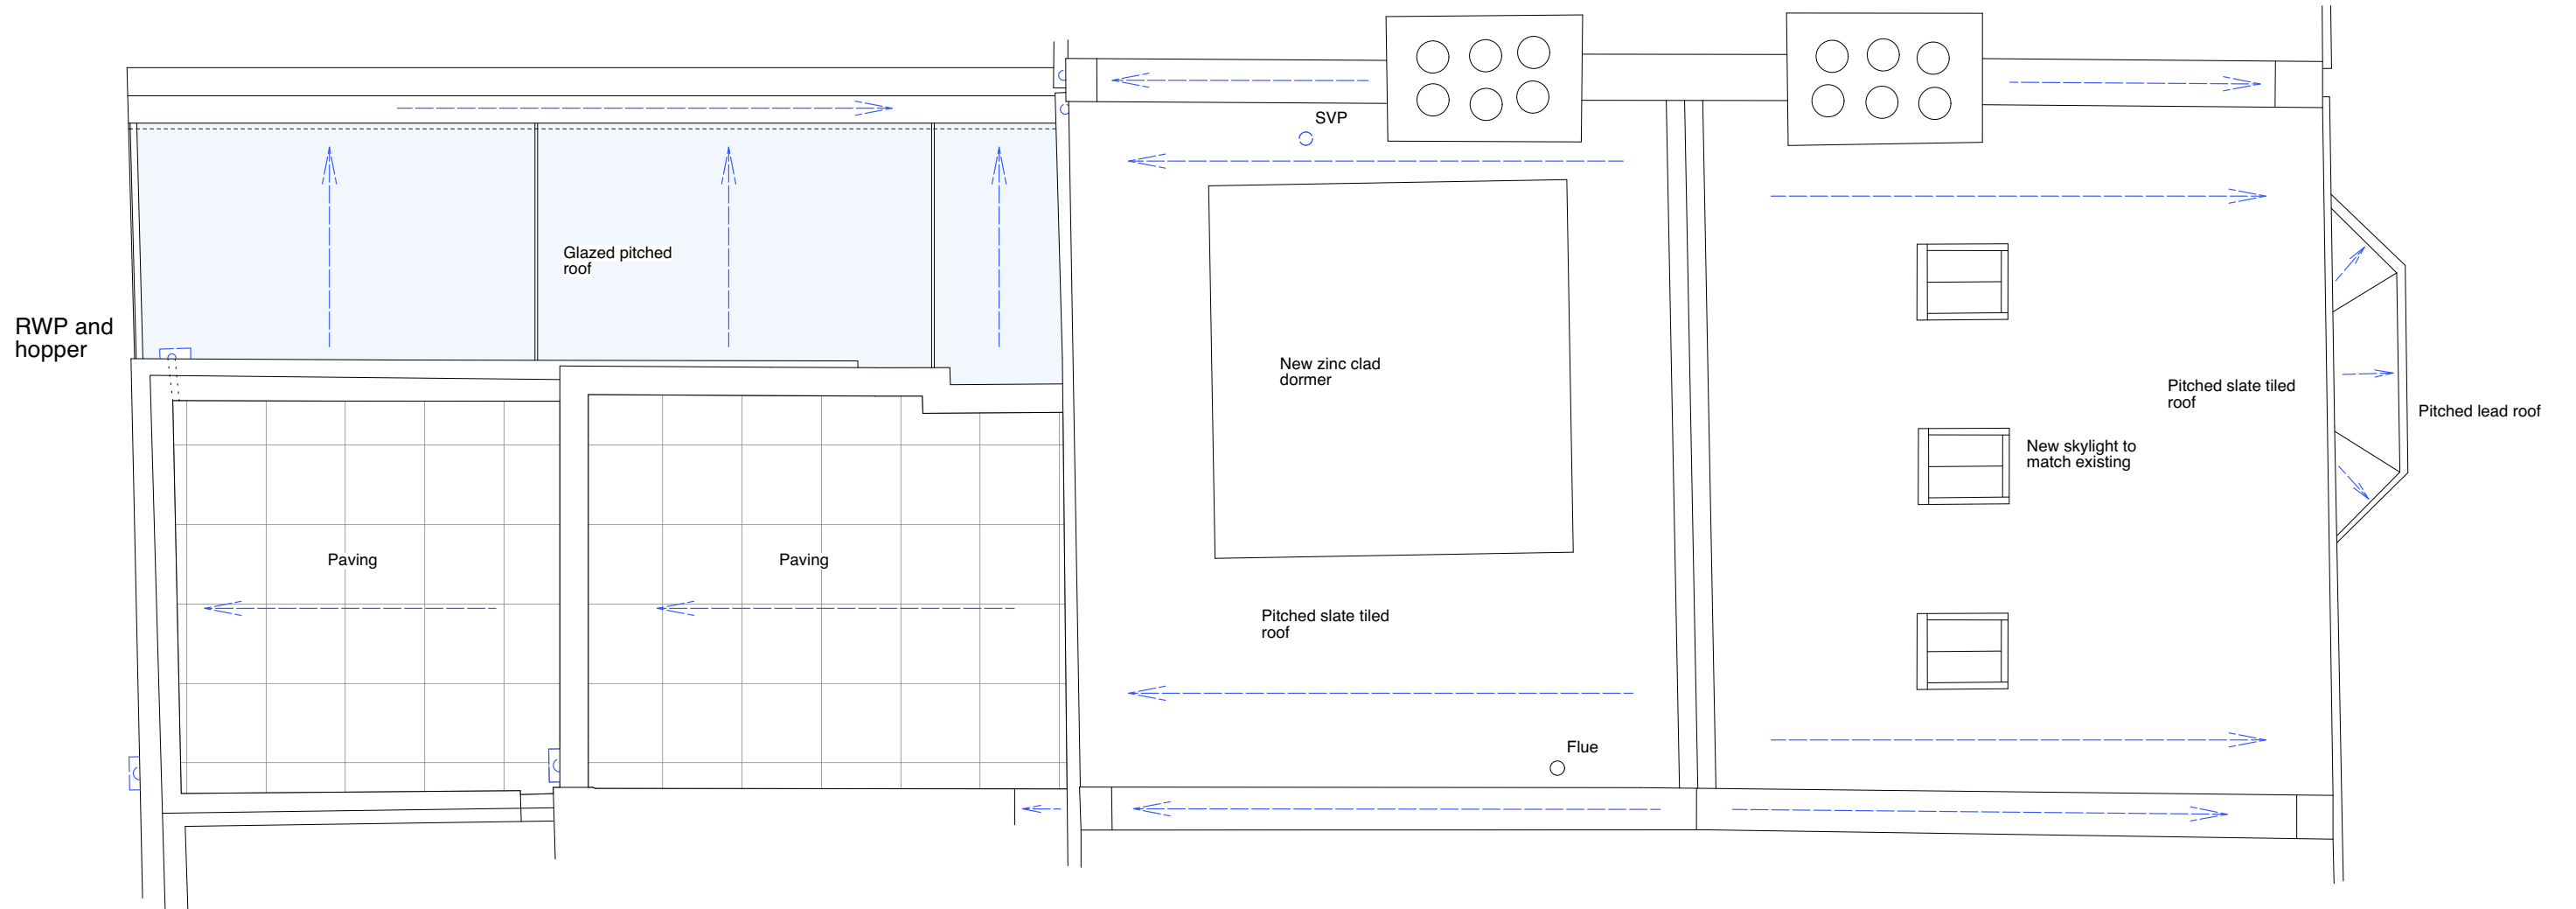 SVP
Glazed pitched
roof
RWP and
hopper
New zinc clad
dormer
Pitched slate tiled
roof
Pitched lead roof
New skylight to
match existing
Paving
Paving
Pitched slate tiled
roof
Flue